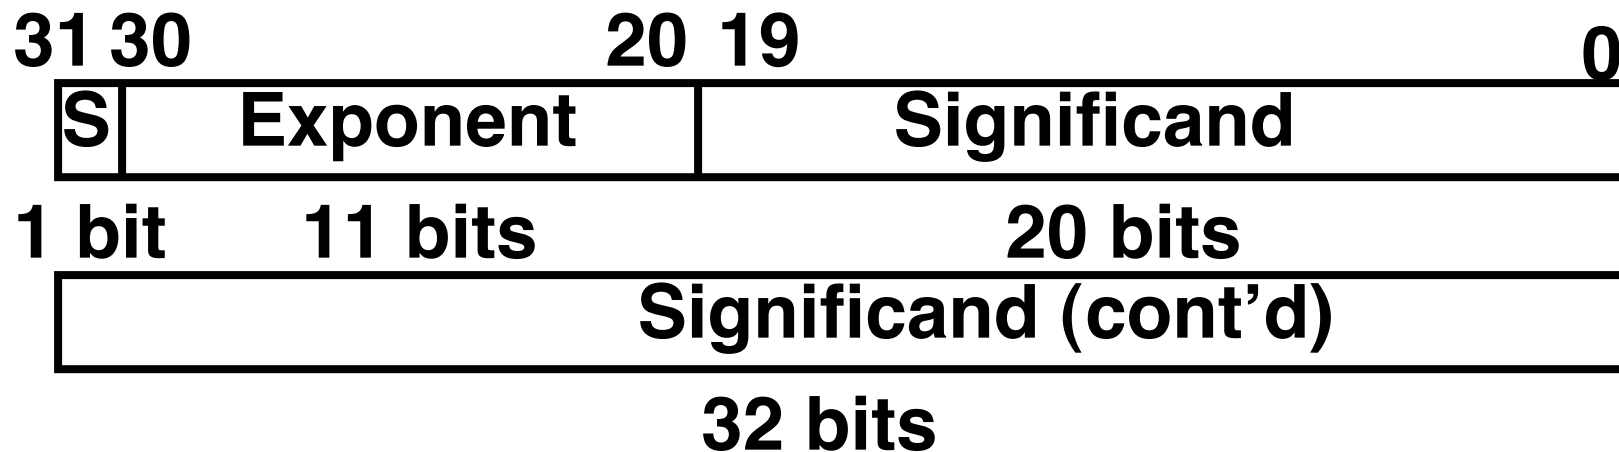 31 30 20 19 0
S Exponent Significand
1 bit 11 bits 20 bits
Significand (cont’d)
32 bits